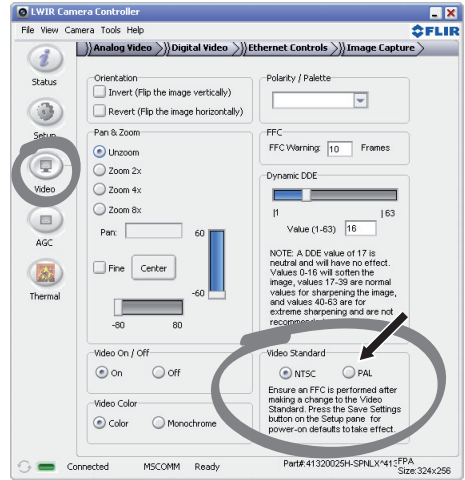 LWIR Camera Controller
File View Camera Tools Help
FLIR
Analog Video Digital Video Ethernet Controls Image Capture
Status
Setup
Video
AGC
Thermal
Orientation
Invert (Flip the image vertically)
Revert (Flip the image horizontally)
Pan & Zoom
Unzoom
Zoom 2x
Zoom 4x
Zoom 8x
Pan:
60
Fine
Center
-60
-80 80
Video On / Off
On Off
Video Color
Color Monochrome
Polarity / Palette
FFC
FFC Warning: 10 Frames
Dynamic DDE
|1 |63
Value (1-63) 16
NOTE: A DDE value of 17 is
neutral and will have no effect.
Values 0-16 will soften the
image, values 17-39 are normal
values for sharpening the image,
and values 40-63 are for
extreme sharpening and are not
Video Standard
NTSC PAL
Ensure an FFC is performed after
making a change to the Video
Standard. Press the Save Settings
button on the Setup pane for
power-on defaults to take effect.
Connected MSCOMM Ready Part#:41320025H-SPNLX^413 FPA
Size:324x256